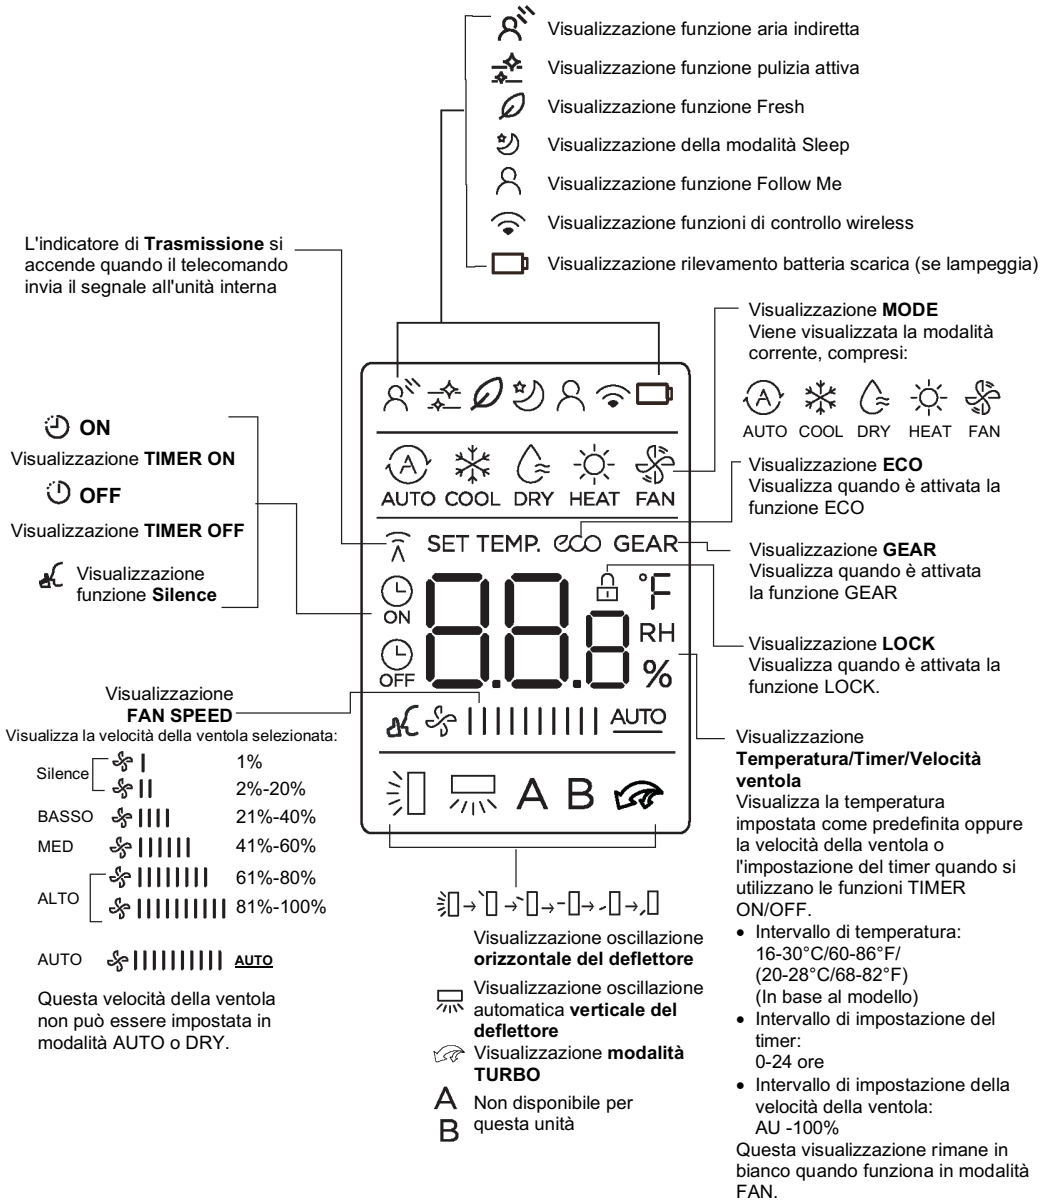 Visualizzazione funzione aria indiretta
Visualizzazione funzione pulizia attiva
Visualizzazione funzione Fresh
Visualizzazione della modalità Sleep
Visualizzazione funzione Follow Me
Visualizzazione funzioni di controllo wireless
Visualizzazione rilevamento batteria scarica (se lampeggia)
L'indicatore di Trasmissione si
accende quando il telecomando
invia il segnale all'unità interna
ON
Visualizzazione TIMER ON
OFF
Visualizzazione TIMER OFF
Visualizzazione
funzione Silence
Visualizzazione
FAN SPEED
Visualizza la velocità della ventola selezionata:
Silence
1%
2%-20%
BASSO 21%-40%
MED 41%-60%
ALTO
61%-80%
81%-100%
AUTO AUTO
Questa velocità della ventola
non può essere impostata in
modalità AUTO o DRY.
A
AUTO COOL DRY HEAT FAN
SET TEMP. eco GEAR
ON
OFF
88.8
°F
RH
%
AUTO
A B
Visualizzazione oscillazione
orizzontale del deflettore
Visualizzazione oscillazione
automatica verticale del
deflettore
Visualizzazione modalità
TURBO
A
B
Non disponibile per
questa unità
Visualizzazione MODE
Viene visualizzata la modalità
corrente, compresi:
A
AUTO COOL DRY HEAT FAN
Visualizzazione ECO
Visualizza quando è attivata la
funzione ECO
Visualizzazione GEAR
Visualizza quando è attivata
la funzione GEAR
Visualizzazione LOCK
Visualizza quando è attivata la
funzione LOCK.
Visualizzazione
Temperatura/Timer/Velocità
ventola
Visualizza la temperatura
impostata come predefinita oppure
la velocità della ventola o
l'impostazione del timer quando si
utilizzano le funzioni TIMER
ON/OFF.
• Intervallo di temperatura:
16-30°C/60-86°F/
(20-28°C/68-82°F)
(In base al modello)
• Intervallo di impostazione del
timer:
0-24 ore
• Intervallo di impostazione della
velocità della ventola:
AU -100%
Questa visualizzazione rimane in
bianco quando funziona in modalità
FAN.